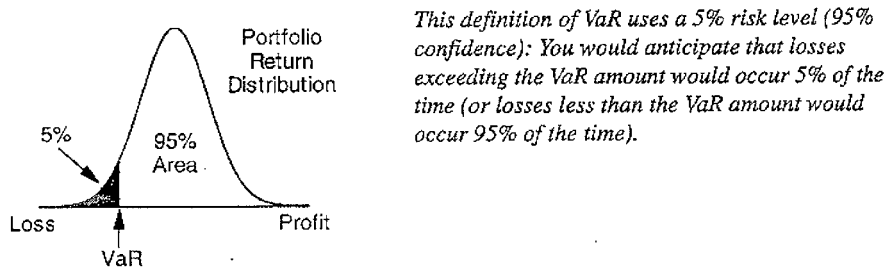 Portfolio
Return
Distribution
5%
95%
Area
Loss
Profit
VaR
This definition of VaR uses a 5% risk level (95%
confidence): You would anticipate that losses
exceeding the VaR amount would occur 5% of the
time (or losses less than the VaR amount would
occur 95% of the time).